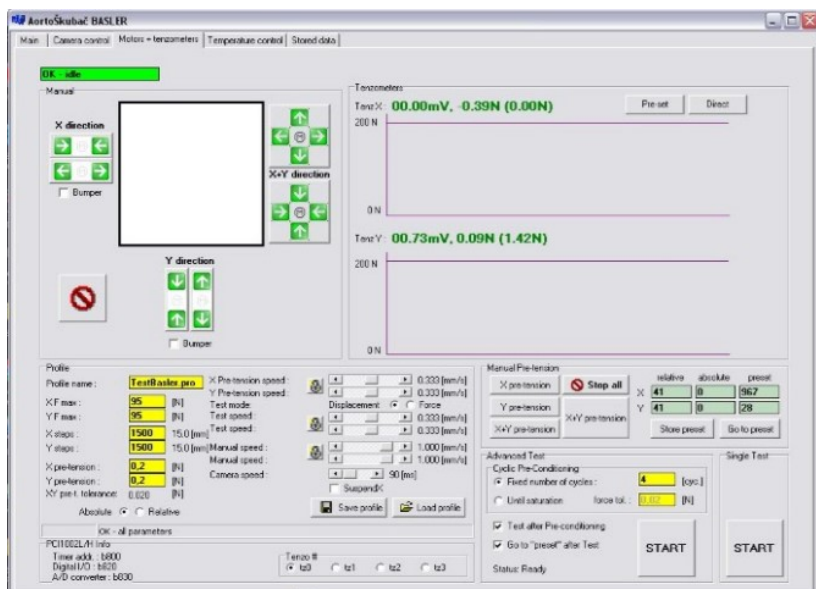 AortoŠkubač BASLER
Main Camera control Motors + tenzometers Temperature control Stored data
OK - idle
Manual
X direction
Bumper
X+Y direction
Y direction
Bumper
Tenzometers
TenzX: 00.00mV, -0.39N (0.00N)
Pre-set Direct
200 N
0 N
TenzY: 00.73mV, 0.09N (1.42N)
200 N
0 N
Profile
Profile name : TestBasler.pro
X F max : 95 [N]
Y F max : 95 [N]
X steps : 1500 15.0 [mm]
Y steps : 1500 15.0 [mm]
X pre-tension : 0,2 [N]
Y pre-tension : 0,2 [N]
XY pre t. tolerance: 0.020 [N]
Absolute Relative
X Pre-tension speed : 0.333 [mm/s]
Y Pre-tension speed : 0.333 [mm/s]
Test mode: Displacement Force
Test speed : 0.333 [mm/s]
Test speed : 0.333 [mm/s]
Manual speed : 1.000 [mm/s]
Manual speed : 1.000 [mm/s]
Camera speed : 90 [ms]
SuspendX
Save profile Load profile
OK - all parameters
PCI1802L/H Info
Timer addr. : b800
Digital I/O : b820
A/D converter : b830
Tenzo #
tz0 tz1 tz2 tz3
Manual Pre-tension
X pre-tension Stop all
Y pre-tension X+Y pre-tension
X+Y pre-tension
relative absolute preset
X 41 0 967
Y 41 0 28
Store preset Go to preset
Advanced Test
Cyclic Pre-Conditioning
Fixed number of cycles : 4 [cyc.]
Until saturation force tol. : 0.02 [N]
Test after Pre-conditioning
Go to "preset" after Test
Status: Ready
START
Single Test
START